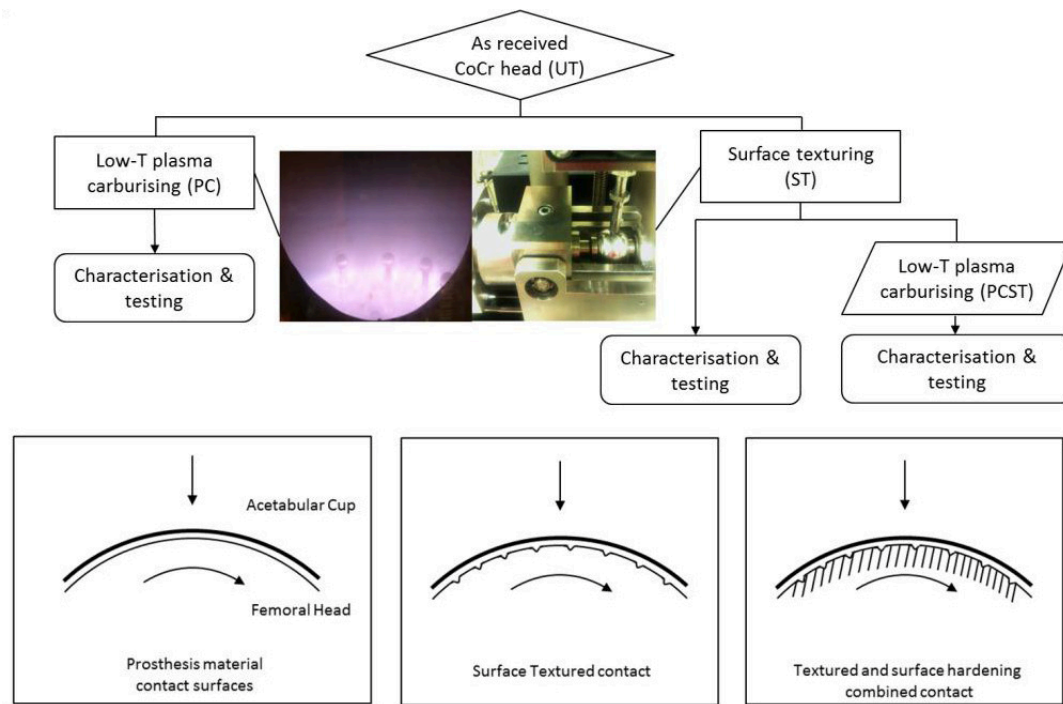 As received
CoCr head (UT)
Low-T plasma
carburising (PC)
Surface texturing
(ST)
Characterisation &
testing
Low-T plasma
carburising (PCST)
Characterisation &
testing
Characterisation &
testing
Acetabular Cup
Femoral Head
Prosthesis material
contact surfaces
Surface Textured contact
Textured and surface hardening
combined contact